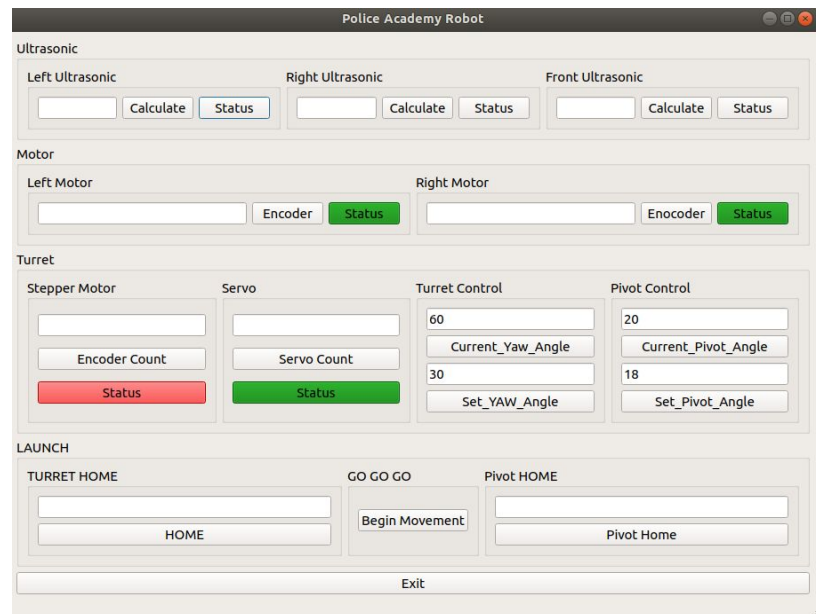 Police Academy Robot
Ultrasonic
Left Ultrasonic Right Ultrasonic Front Ultrasonic
Calculate Status Calculate Status Calculate Status
Motor
Left Motor Right Motor
Encoder Status Enocoder Status
Turret
Stepper Motor Servo Turret Control Pivot Control
60 20
Encoder Count Servo Count Current_Yaw_Angle Current_Pivot_Angle
30 18
Status Status Set_YAW_Angle Set_Pivot_Angle
LAUNCH
TURRET HOME GO GO GO Pivot HOME
Begin Movement
HOME Pivot Home
Exit